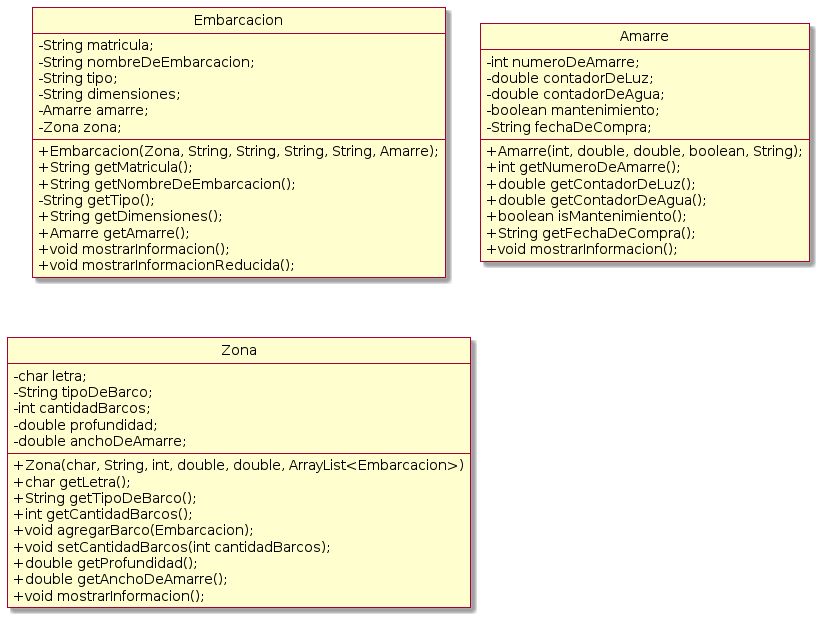 Embarcacion
-String matricula;
-String nombreDeEmbarcacion;
-String tipo;
-String dimensiones;
-Amarre amarre;
-Zona zona;
+Embarcacion(Zona, String, String, String, String, Amarre);
+String getMatricula();
+String getNombreDeEmbarcacion();
-String getTipo();
+String getDimensiones();
+Amarre getAmarre();
+void mostrarInformacion();
+void mostrarInformacionReducida();
Amarre
-int numeroDeAmarre;
-double contadorDeLuz;
-double contadorDeAgua;
-boolean mantenimiento;
-String fechaDeCompra;
+Amarre(int, double, double, boolean, String);
+int getNumeroDeAmarre();
+double getContadorDeLuz();
+double getContadorDeAgua();
+boolean isMantenimiento();
+String getFechaDeCompra();
+void mostrarInformacion();
Zona
-char letra;
-String tipoDeBarco;
-int cantidadBarcos;
-double profundidad;
-double anchoDeAmarre;
+Zona(char, String, int, double, double, ArrayList<Embarcacion>)
+char getLetra();
+String getTipoDeBarco();
+int getCantidadBarcos();
+void agregarBarco(Embarcacion);
+void setCantidadBarcos(int cantidadBarcos);
+double getProfundidad();
+double getAnchoDeAmarre();
+void mostrarInformacion();